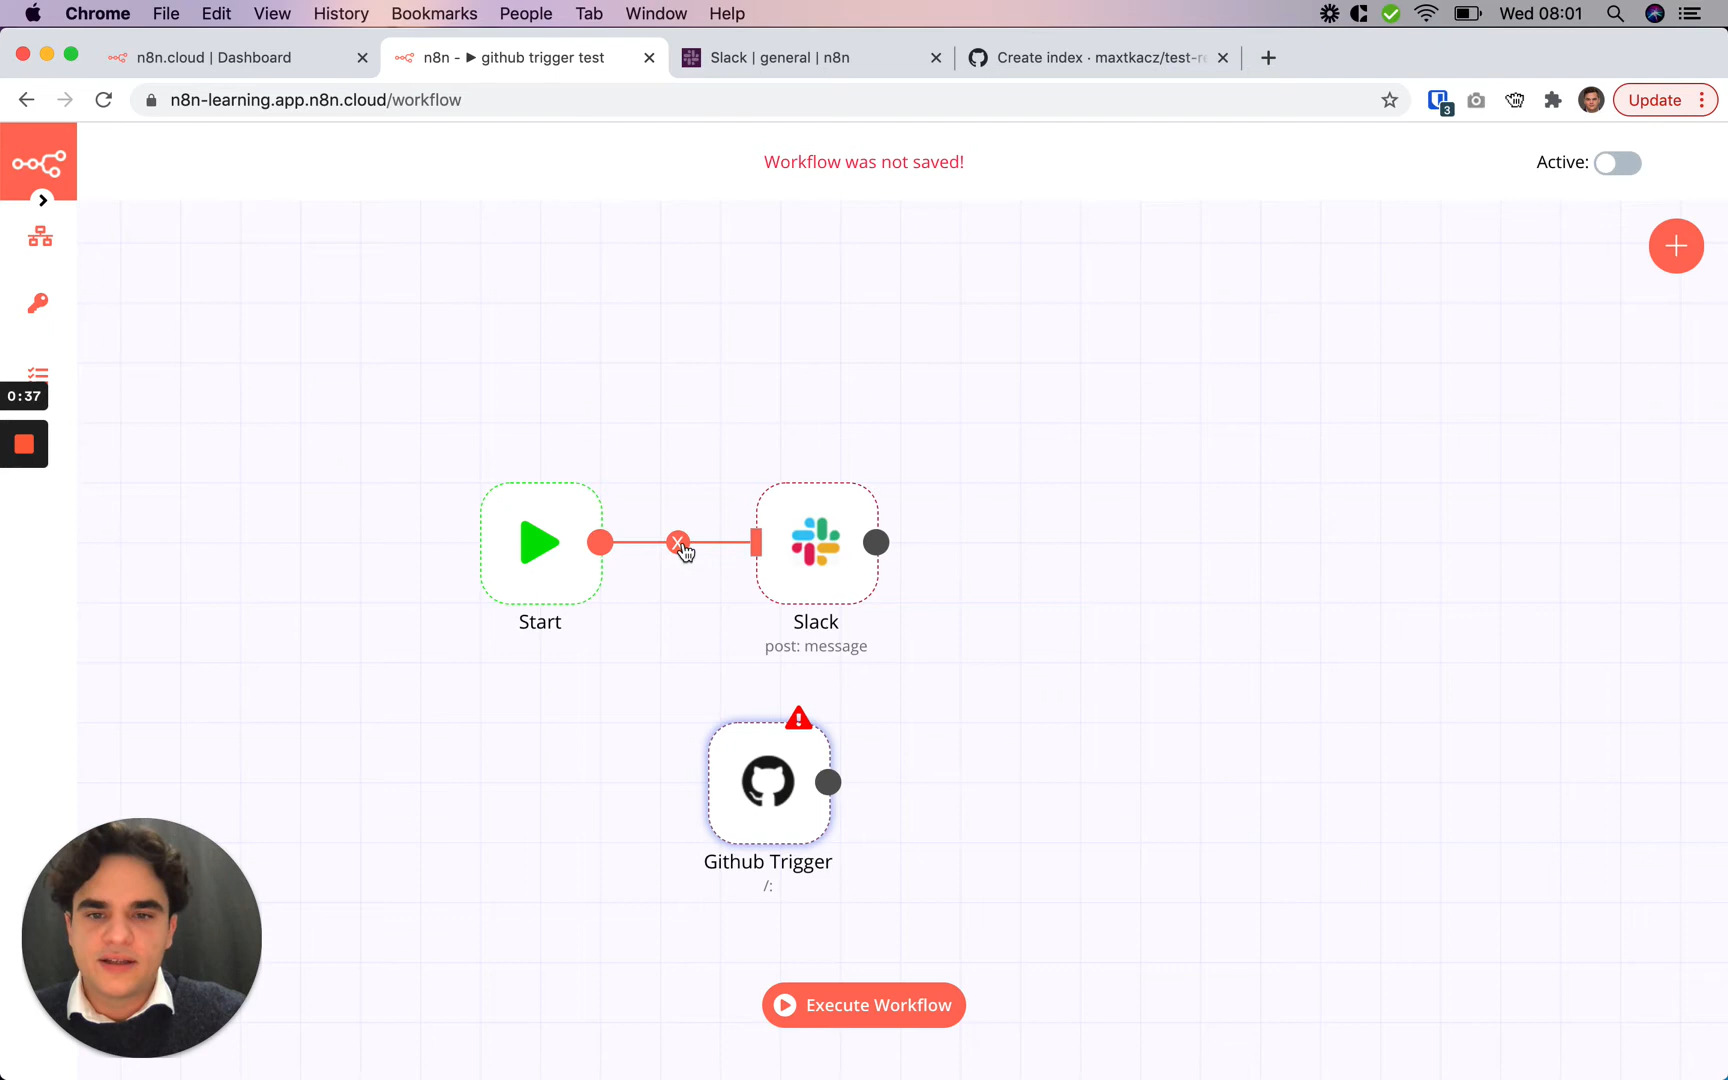 Chrome File Edit View History Bookmarks People Tab Window Help Wed 08:01
n8n.cloud | Dashboard
n8n - ▶ github trigger test
Slack | general | n8n
Create index · maxtkacz/test-re
n8n-learning.app.n8n.cloud/workflow
3
Update
Workflow was not saved!
Active:
0:37
X
Start
Slack
post: message
Github Trigger
/:
Execute Workflow